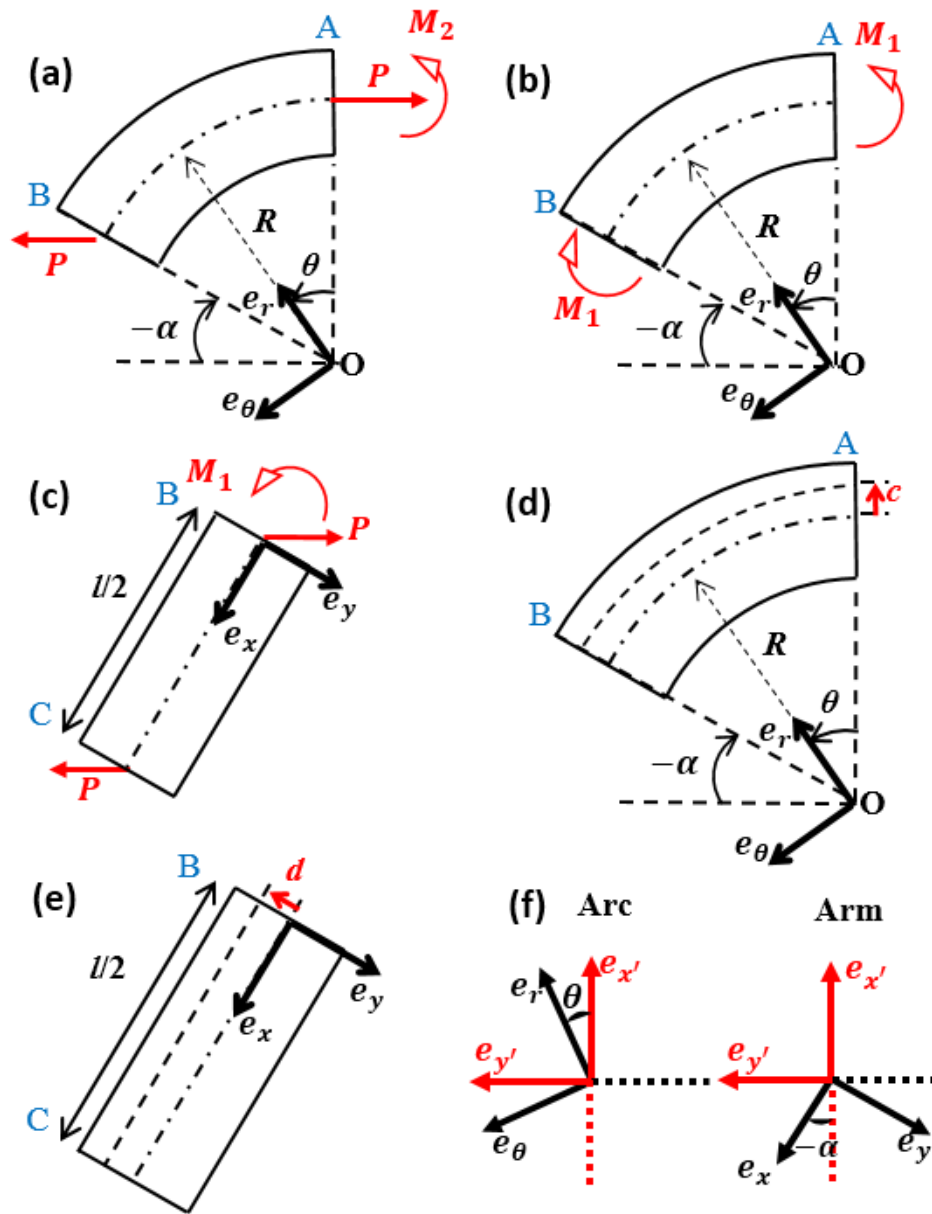 A
M₂
(a)
P
B
R
θ
P
e_r
−α
O
e_θ
A
M₁
(b)
B
R
θ
M₁
e_r
−α
O
e_θ
M₁
(c)
B
P
l/2
e_y
e_x
C
P
A
(d)
c
B
R
θ
e_r
−α
O
e_θ
(e)
B
d
l/2
e_y
e_x
C
(f)
Arc
Arm
e_x′
e_r
θ
e_y′
e_θ
e_x′
e_y′
e_x
−α
e_y